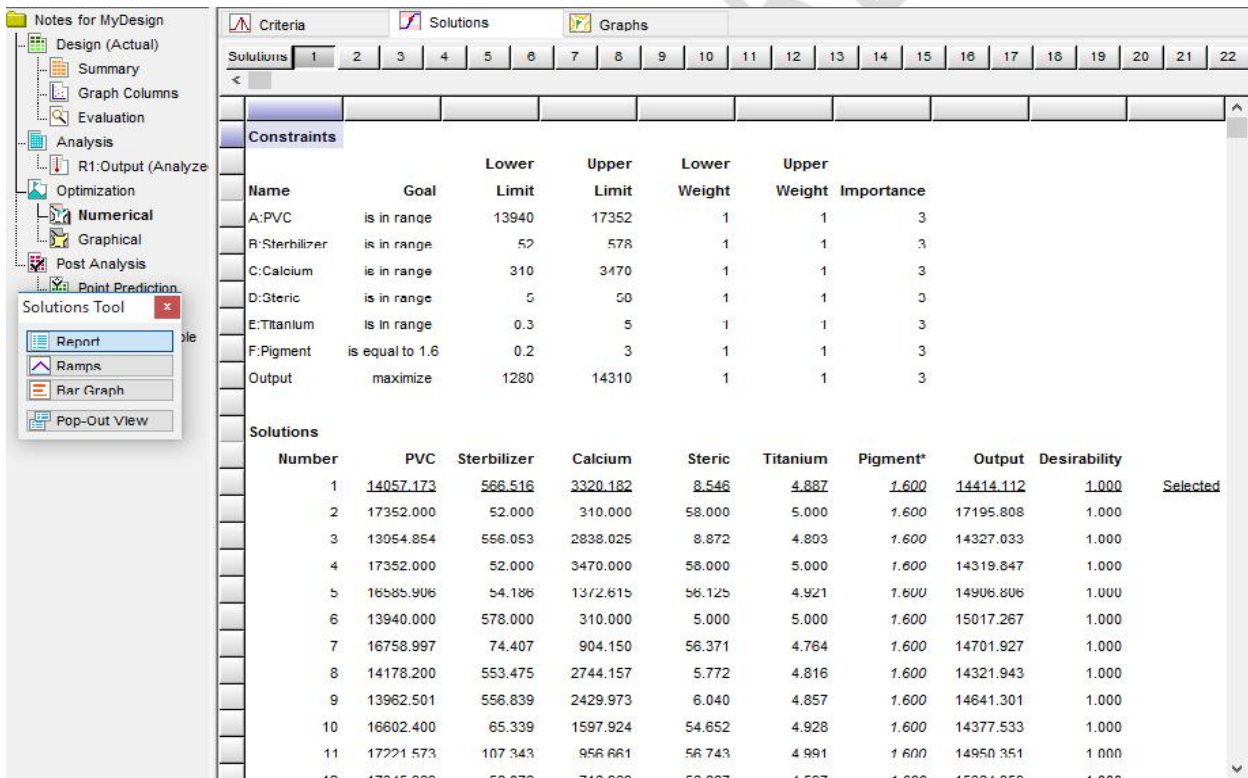 Notes for MyDesign
Design (Actual)
Summary
Graph Columns
Evaluation
Analysis
R1:Output (Analyze
Optimization
Numerical
Graphical
Post Analysis
Point Prediction
Solutions Tool x
Report
Ramps
Bar Graph
Pop-Out View
Criteria Solutions Graphs
Solutions 1 2 3 4 5 6 7 8 9 10 11 12 13 14 15 16 17 18 19 20 21 22
Constraints
Lower Upper Lower Upper
Name Goal Limit Limit Weight Weight Importance
A:PVC is in range 13940 17352 1 1 3
B:Sterbilizer is in range 52 578 1 1 3
C:Calcium is in range 310 3470 1 1 3
D:Steric is in range 5 58 1 1 3
E:Titanium is in range 0.3 5 1 1 3
F:Pigment is equal to 1.6 0.2 3 1 1 3
Output maximize 1280 14310 1 1 3
Solutions
Number PVC Sterbilizer Calcium Steric Titanium Pigment* Output Desirability
1 14057.173 566.516 3320.182 8.546 4.887 1.600 14414.112 1.000 Selected
2 17352.000 52.000 310.000 58.000 5.000 1.600 17195.808 1.000
3 13954.854 556.053 2838.025 8.872 4.893 1.600 14327.033 1.000
4 17352.000 52.000 3470.000 58.000 5.000 1.600 14319.847 1.000
5 16585.906 54.186 1372.615 56.125 4.921 1.600 14906.806 1.000
6 13940.000 578.000 310.000 5.000 5.000 1.600 15017.267 1.000
7 16758.997 74.407 904.150 56.371 4.764 1.600 14701.927 1.000
8 14178.200 553.475 2744.157 5.772 4.816 1.600 14321.943 1.000
9 13962.501 556.839 2429.973 6.040 4.857 1.600 14641.301 1.000
10 16602.400 65.339 1597.924 54.652 4.928 1.600 14377.533 1.000
11 17221.573 107.343 956.661 56.743 4.991 1.600 14950.351 1.000